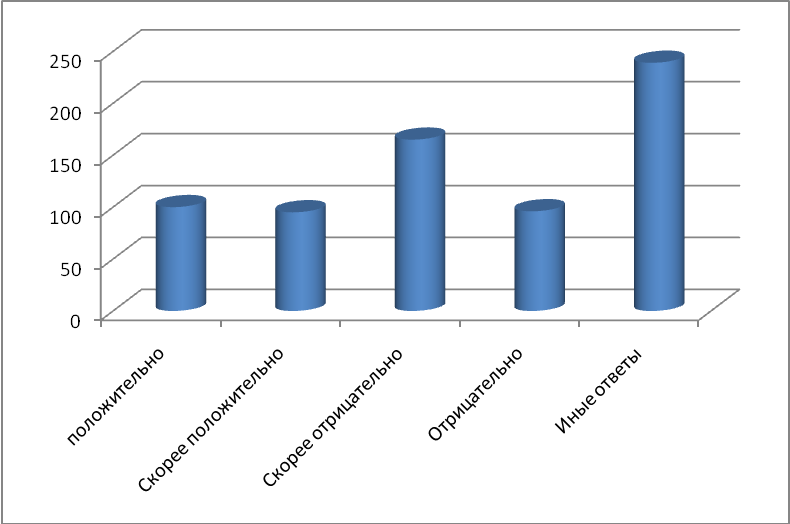 250
200
150
100
50
0
положительно
Скорее положительно
Скорее отрицательно
Отрицательно
Иные ответы